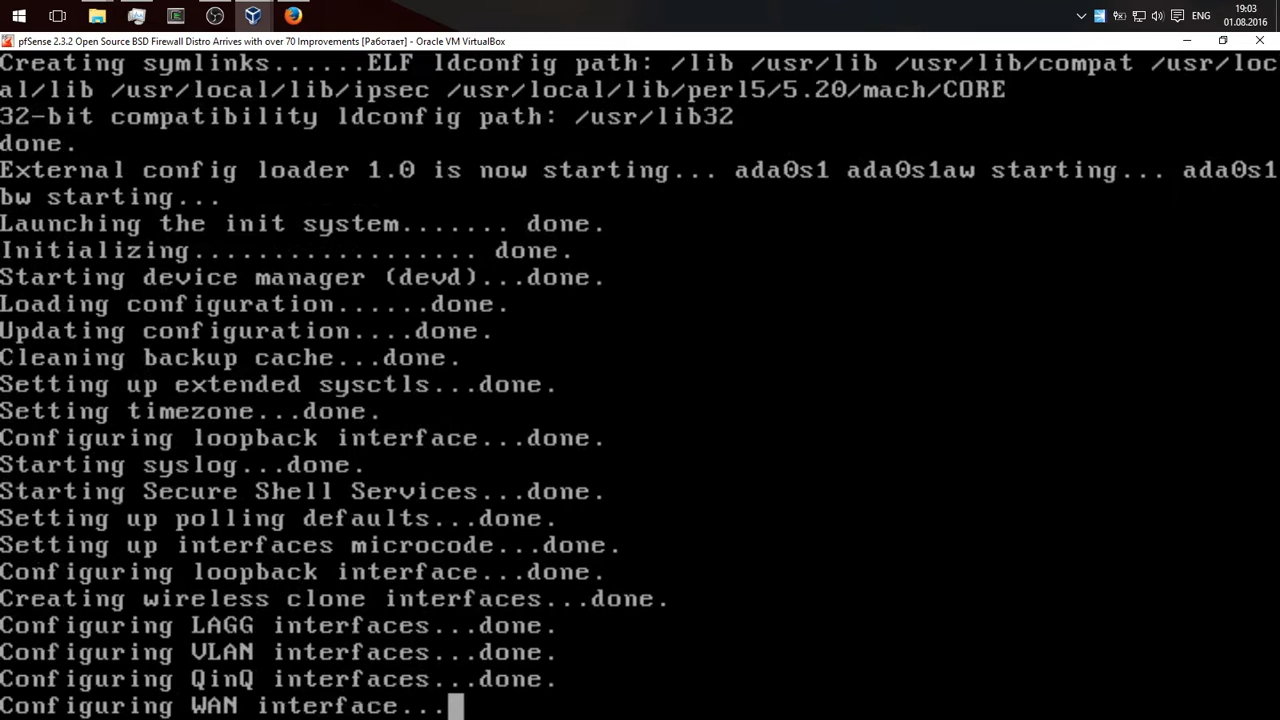 19:03
ENG
01.08.2016
pfSense 2.3.2 Open Source BSD Firewall Distro Arrives with over 70 Improvements [Работает] - Oracle VM VirtualBox
Creating symlinks......ELF ldconfig path: /lib /usr/lib /usr/lib/compat /usr/loc
al/lib /usr/local/lib/ipsec /usr/local/lib/perl5/5.20/mach/CORE
32-bit compatibility ldconfig path: /usr/lib32
done.
External config loader 1.0 is now starting... ada0s1 ada0s1aw starting... ada0s1
bw starting...
Launching the init system....... done.
Initializing.................. done.
Starting device manager (devd)...done.
Loading configuration......done.
Updating configuration....done.
Cleaning backup cache...done.
Setting up extended sysctls...done.
Setting timezone...done.
Configuring loopback interface...done.
Starting syslog...done.
Starting Secure Shell Services...done.
Setting up polling defaults...done.
Setting up interfaces microcode...done.
Configuring loopback interface...done.
Creating wireless clone interfaces...done.
Configuring LAGG interfaces...done.
Configuring VLAN interfaces...done.
Configuring QinQ interfaces...done.
Configuring WAN interface...